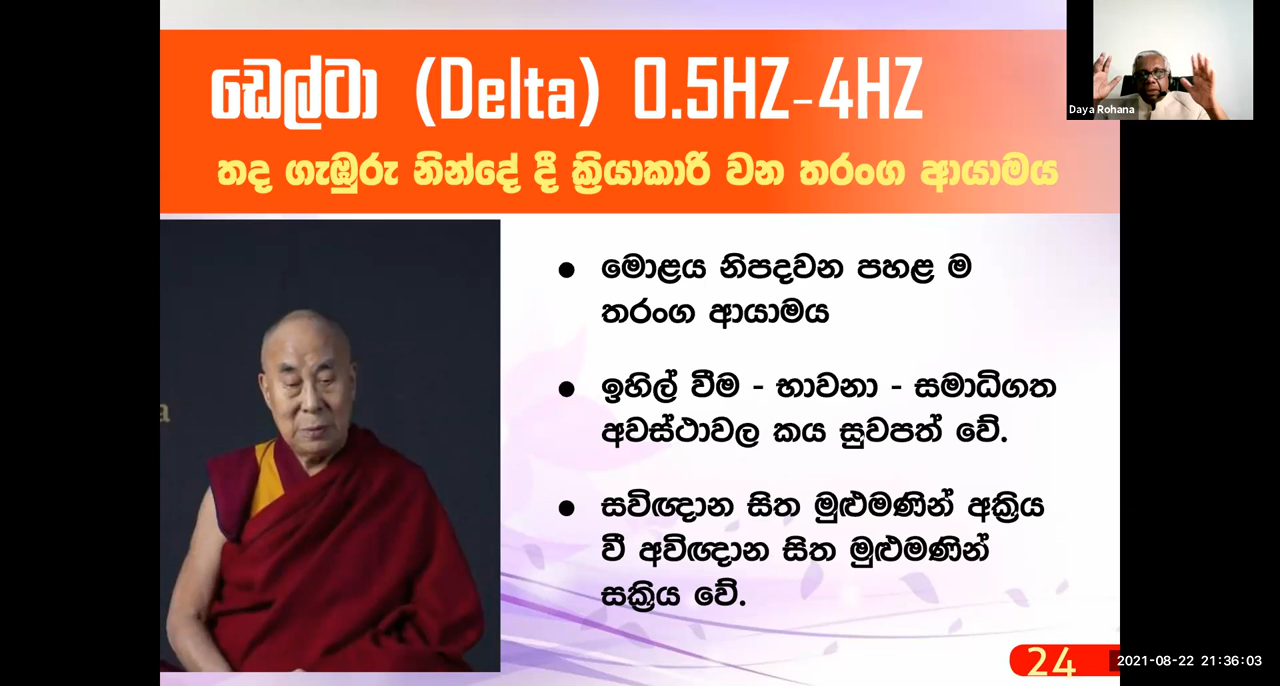 ඩෙල්ටා (Delta) 0.5HZ-4HZ
තද ගැඹුරු නින්දේ දී ක්‍රියාකාරී වන තරංග ආයාමය
Daya Rohana
a
• මොළය නිපදවන පහළ ම
තරංග ආයාමය
• ඉහිල් වීම - භාවනා - සමාධිගත
අවස්ථාවල කය සුවපත් වේ.
• සවිඥාන සිත මුළුමණින් අක්‍රිය
වී අවිඥාන සිත මුළුමණින්
සක්‍රිය වේ.
24
2021-08-22 21:36:03